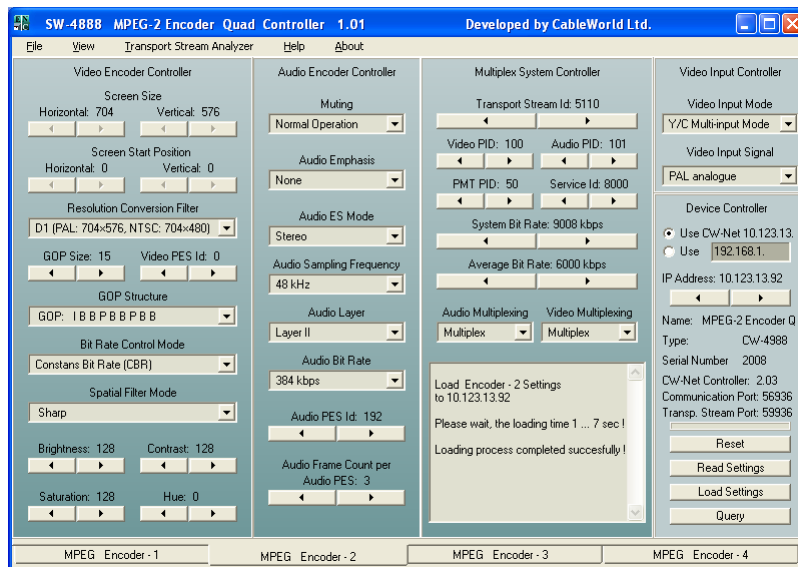 SW-4888 MPEG-2 Encoder Quad Controller 1.01 Developed by CableWorld Ltd.
File View Transport Stream Analyzer Help About
Video Encoder Controller
Screen Size
Horizontal: 704 Vertical: 576
Screen Start Position
Horizontal: 0 Vertical: 0
Resolution Conversion Filter
D1 (PAL: 704×576, NTSC: 704×480)
GOP Size: 15 Video PES Id: 0
GOP Structure
GOP: I B B P B B P B B
Bit Rate Control Mode
Constans Bit Rate (CBR)
Spatial Filter Mode
Sharp
Brightness: 128 Contrast: 128
Saturation: 128 Hue: 0
Audio Encoder Controller
Muting
Normal Operation
Audio Emphasis
None
Audio ES Mode
Stereo
Audio Sampling Frequency
48 kHz
Audio Layer
Layer II
Audio Bit Rate
384 kbps
Audio PES Id: 192
Audio Frame Count per
Audio PES: 3
Multiplex System Controller
Transport Stream Id: 5110
Video PID: 100 Audio PID: 101
PMT PID: 50 Service Id: 8000
System Bit Rate: 9008 kbps
Average Bit Rate: 6000 kbps
Audio Multiplexing Video Multiplexing
Multiplex Multiplex
Load Encoder - 2 Settings
to 10.123.13.92
Please wait, the loading time 1 ... 7 sec !
Loading process completed succesfully !
Video Input Controller
Video Input Mode
Y/C Multi-input Mode
Video Input Signal
PAL analogue
Device Controller
Use CW-Net 10.123.13.
Use 192.168.1.
IP Address: 10.123.13.92
Name: MPEG-2 Encoder Q
Type: CW-4988
Serial Number 2008
CW-Net Controller: 2.03
Communication Port: 56936
Transp. Stream Port: 59936
Reset
Read Settings
Load Settings
Query
MPEG Encoder - 1 MPEG Encoder - 2 MPEG Encoder - 3 MPEG Encoder - 4